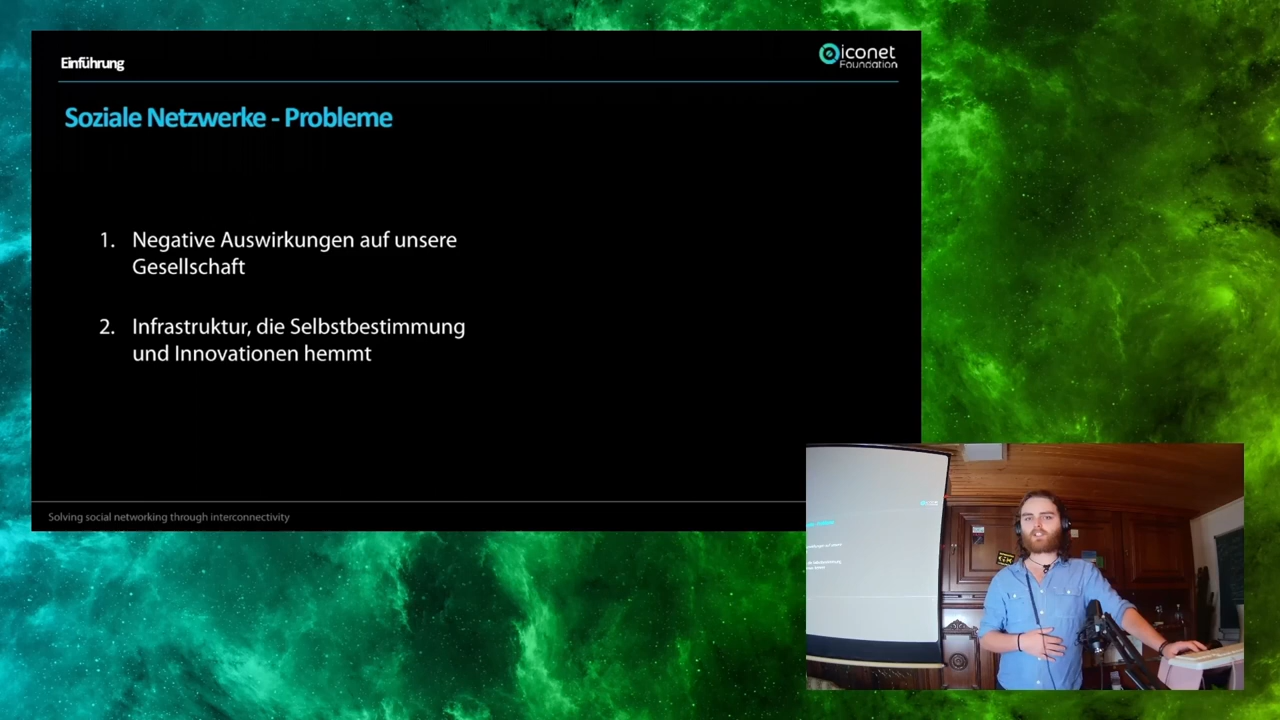 Einführung
iconet
Foundation
Soziale Netzwerke - Probleme
1. Negative Auswirkungen auf unsere
Gesellschaft
2. Infrastruktur, die Selbstbestimmung
und Innovationen hemmt
Solving social networking through interconnectivity